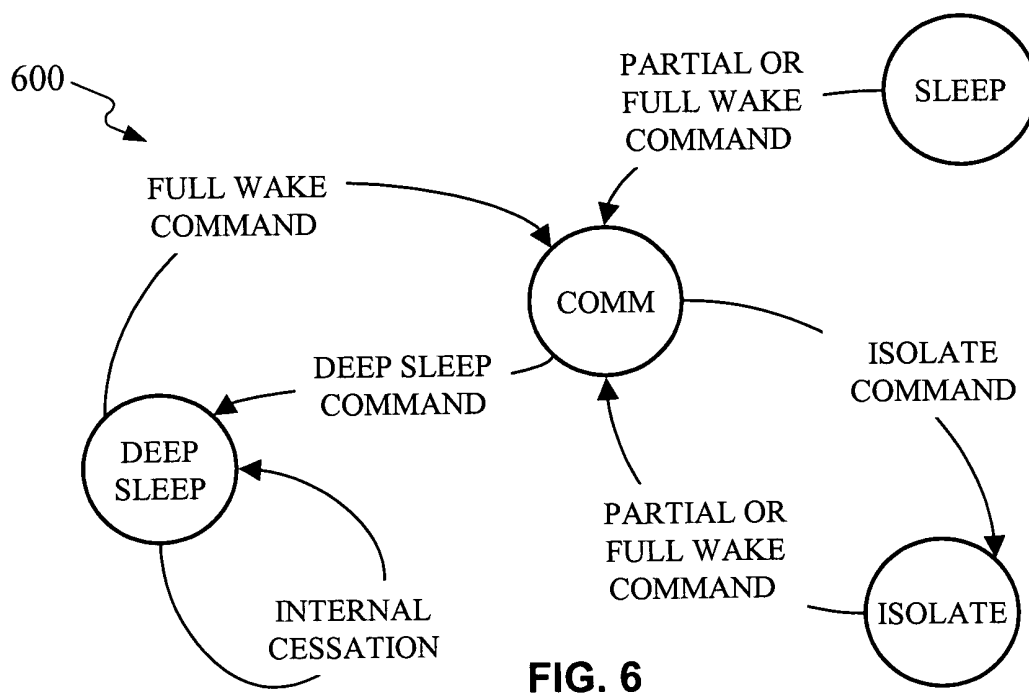 600
PARTIAL OR
FULL WAKE
COMMAND
SLEEP
FULL WAKE
COMMAND
COMM
DEEP SLEEP
COMMAND
ISOLATE
COMMAND
DEEP
SLEEP
PARTIAL OR
FULL WAKE
COMMAND
INTERNAL
CESSATION
ISOLATE
FIG. 6